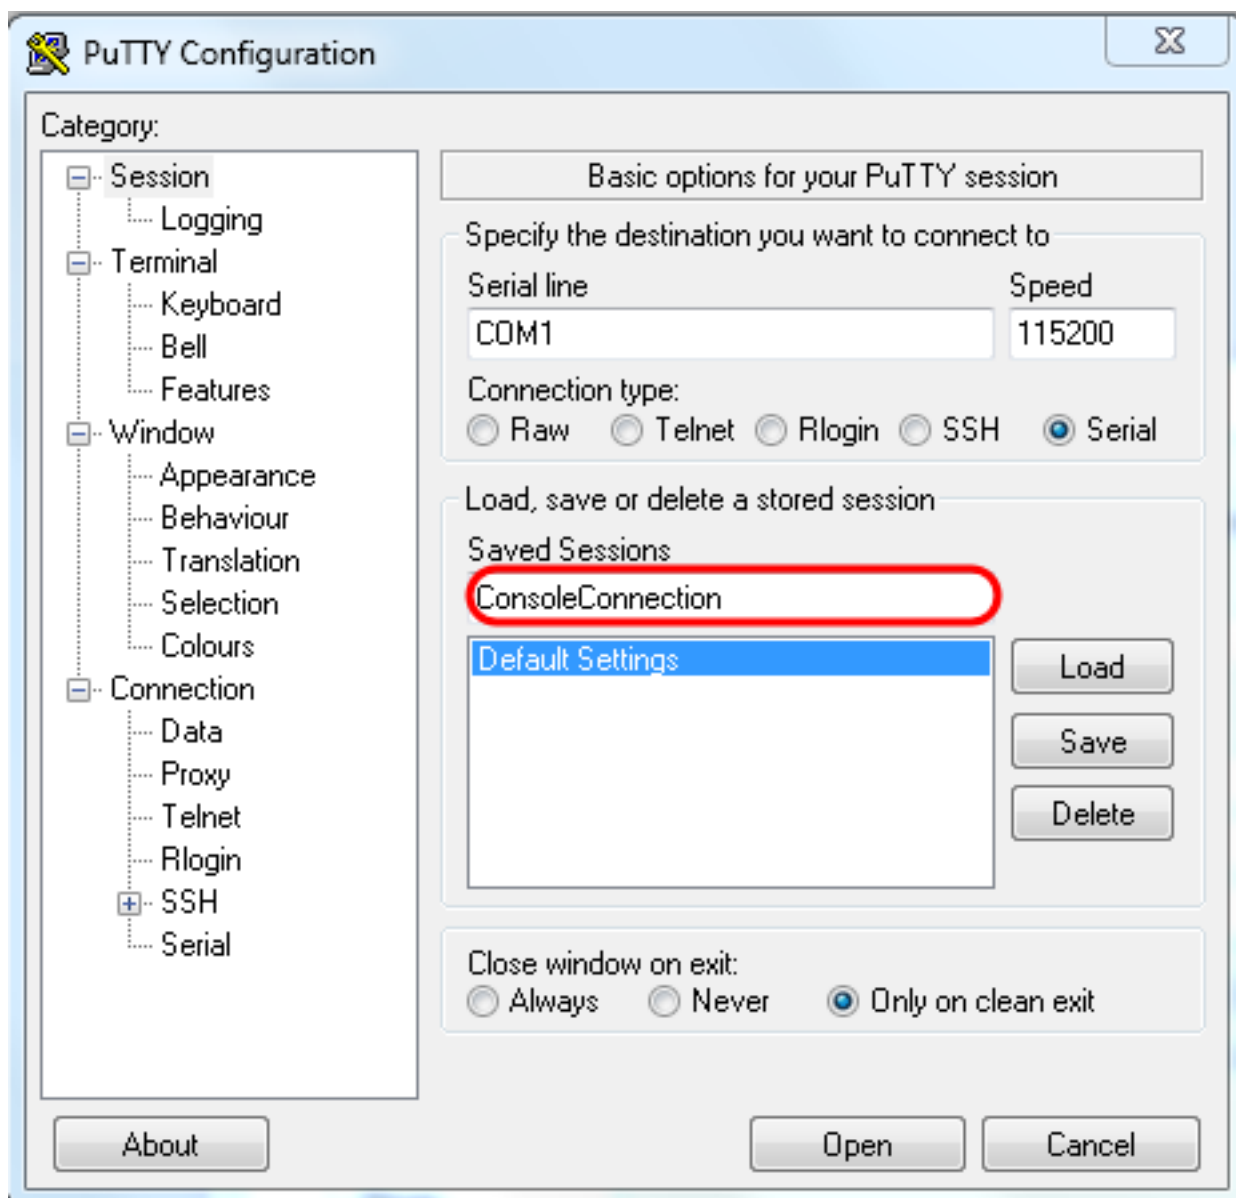 PuTTY Configuration
Category:
Session
Logging
Terminal
Keyboard
Bell
Features
Window
Appearance
Behaviour
Translation
Selection
Colours
Connection
Data
Proxy
Telnet
Rlogin
SSH
Serial
Basic options for your PuTTY session
Specify the destination you want to connect to
Serial line Speed
COM1 115200
Connection type:
Raw Telnet Rlogin SSH Serial
Load, save or delete a stored session
Saved Sessions
ConsoleConnection
Default Settings
Load
Save
Delete
Close window on exit:
Always Never Only on clean exit
About Open Cancel